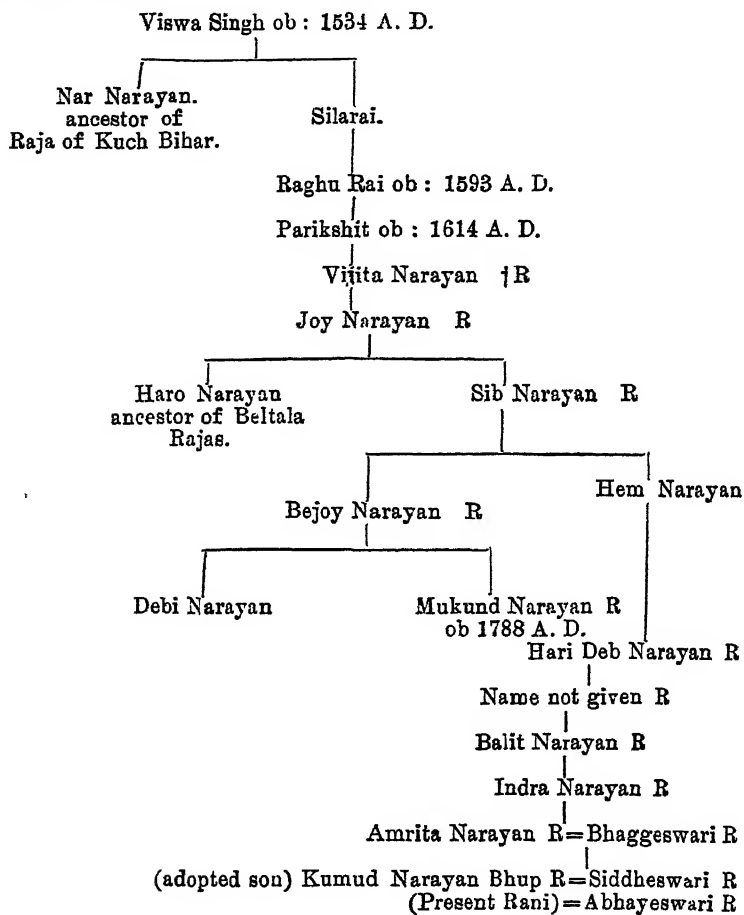 Viswa Singh ob : 1534 A. D.
Nar Narayan.
ancestor of
Raja of Kuch Bihar.
Silarai.
Raghu Rai ob : 1593 A. D.
Parikshit ob : 1614 A. D.
Vijita Narayan †R
Joy Narayan R
Haro Narayan
ancestor of Beltala
Rajas.
Sib Narayan R
Bejoy Narayan R
Hem Narayan
Debi Narayan
Mukund Narayan R
ob 1788 A. D.
Hari Deb Narayan R
Name not given R
Balit Narayan R
Indra Narayan R
Amrita Narayan R=Bhaggeswari R
(adopted son) Kumud Narayan Bhup R=Siddheswari R
(Present Rani)=Abhayeswari R